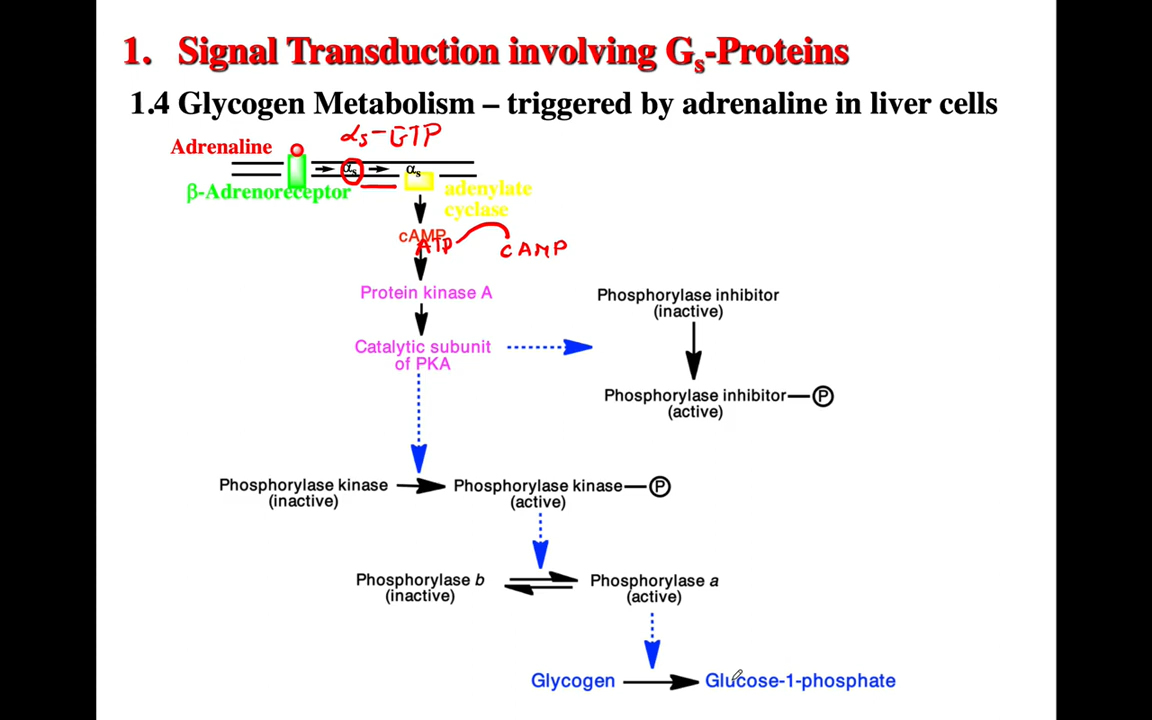 1. Signal Transduction involving Gs-Proteins
1.4 Glycogen Metabolism – triggered by adrenaline in liver cells
αs-GTP
Adrenaline
αs αs
β-Adrenoreceptor
adenylate
cyclase
cAMP
ATP cAMP
Protein kinase A
Phosphorylase inhibitor
(inactive)
Catalytic subunit
of PKA
Phosphorylase inhibitor—P
(active)
Phosphorylase kinase
(inactive)
Phosphorylase kinase—P
(active)
Phosphorylase b
(inactive)
Phosphorylase a
(active)
Glycogen
Glucose-1-phosphate